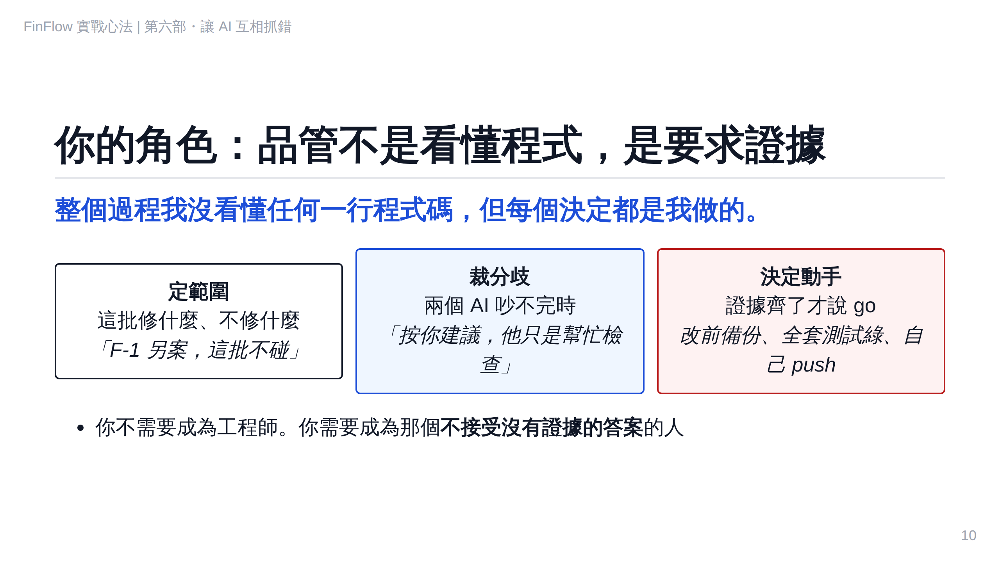 FinFlow 實戰心法 | 第六部・讓 AI 互相抓錯
你的角色：品管不是看懂程式，是要求證據
整個過程我沒看懂任何一行程式碼，但每個決定都是我做的。
定範圍
這批修什麼、不修什麼
「F-1 另案，這批不碰」
裁分歧
兩個 AI 吵不完時
「按你建議，他只是幫忙檢
查」
決定動手
證據齊了才說 go
改前備份、全套測試綠、自
己 push
• 你不需要成為工程師。你需要成為那個不接受沒有證據的答案的人
10